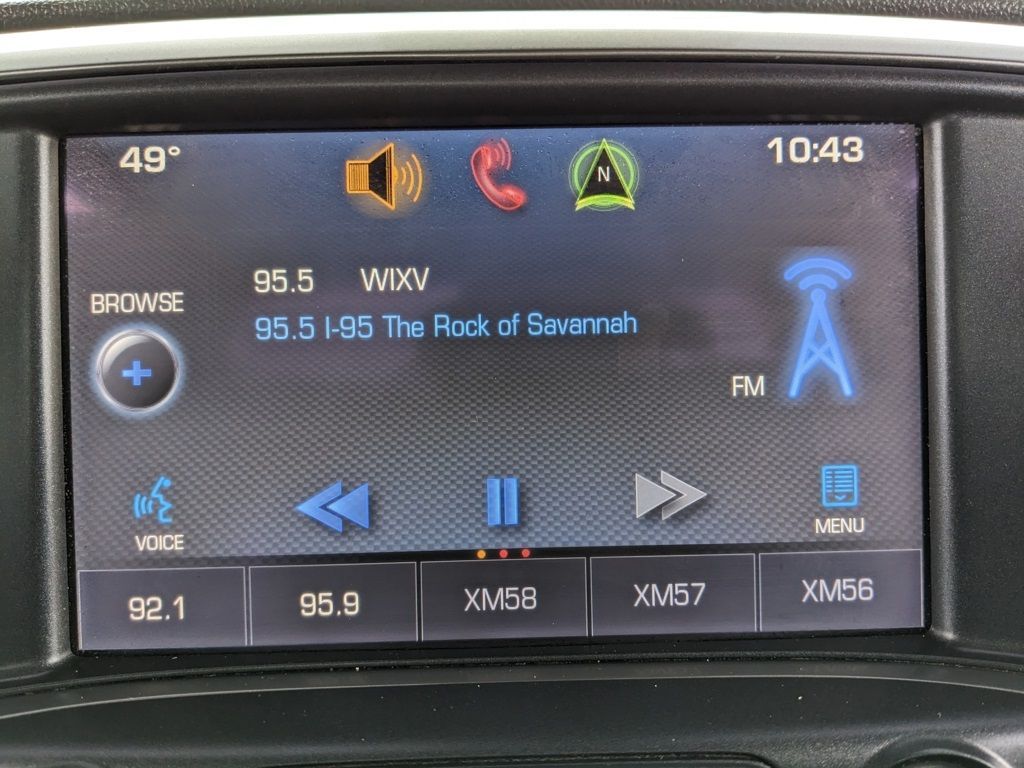 49°
N
10:43
95.5 WIXV
95.5 I-95 The Rock of Savannah
BROWSE
FM
VOICE
MENU
92.1
95.9
XM58
XM57
XM56